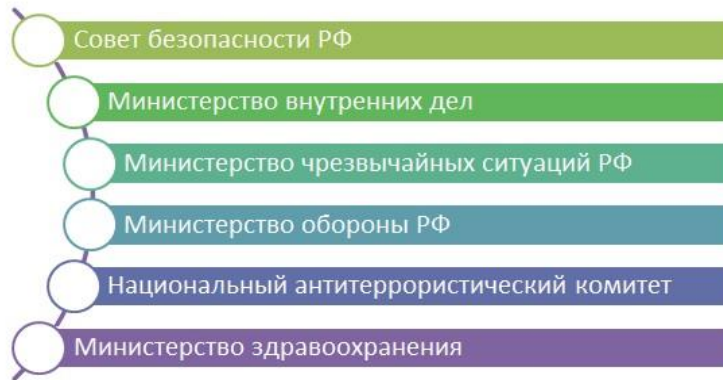 Совет безопасности РФ
Министерство внутренних дел
Министерство чрезвычайных ситуаций РФ
Министерство обороны РФ
Национальный антитеррористический комитет
Министерство здравоохранения